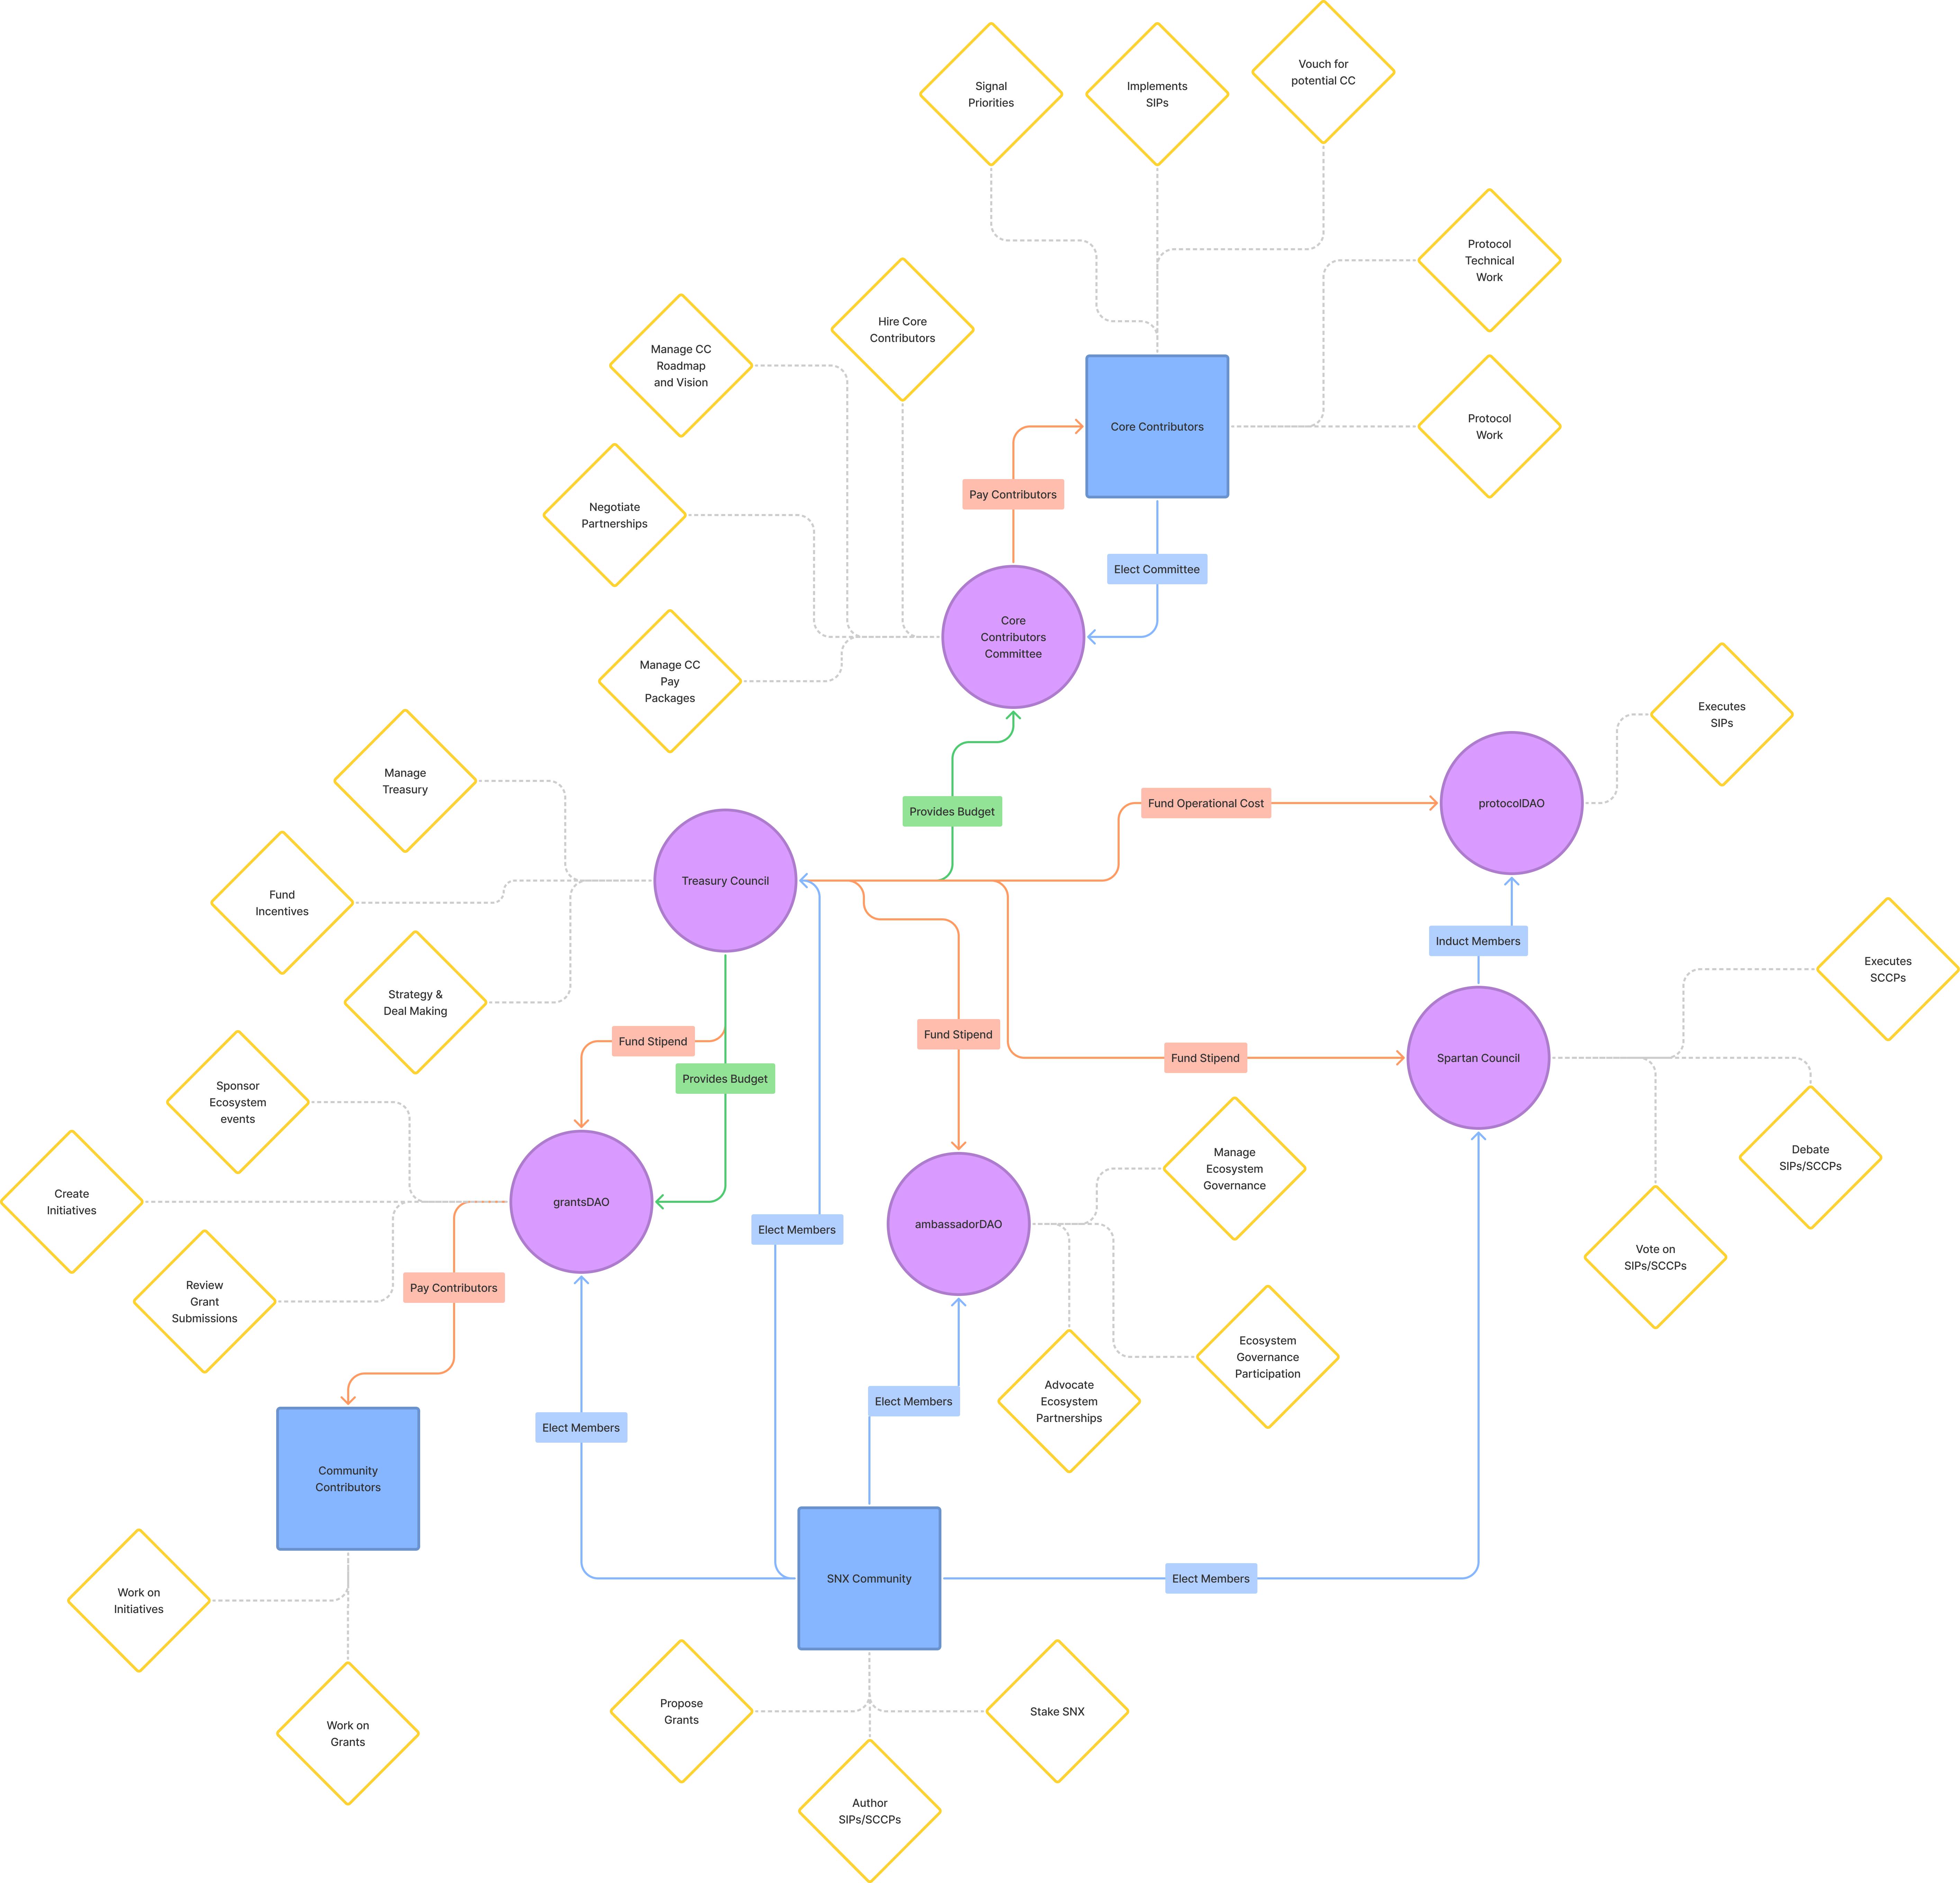 Vouch for
potential CC
Signal
Priorities
Implements
SIPs
Protocol
Technical
Work
Hire Core
Contributors
Manage CC
Roadmap
and Vision
Core Contributors
Protocol
Work
Pay Contributors
Negotiate
Partnerships
Elect Committee
Core
Contributors
Committee
Manage CC
Pay
Packages
Executes
SIPs
Manage
Treasury
Provides Budget
Fund Operational Cost
protocolDAO
Treasury Council
Fund
Incentives
Induct Members
Executes
SCCPs
Strategy &
Deal Making
Fund Stipend
Fund Stipend
Fund Stipend
Spartan Council
Provides Budget
Sponsor
Ecosystem
events
Manage
Ecosystem
Governance
Debate
SIPs/SCCPs
Create
Initiatives
grantsDAO
Elect Members
ambassadorDAO
Vote on
SIPs/SCCPs
Review
Grant
Submissions
Pay Contributors
Ecosystem
Governance
Participation
Advocate
Ecosystem
Partnerships
Elect Members
Elect Members
Community
Contributors
SNX Community
Elect Members
Work on
Initiatives
Propose
Grants
Stake SNX
Work on
Grants
Author
SIPs/SCCPs